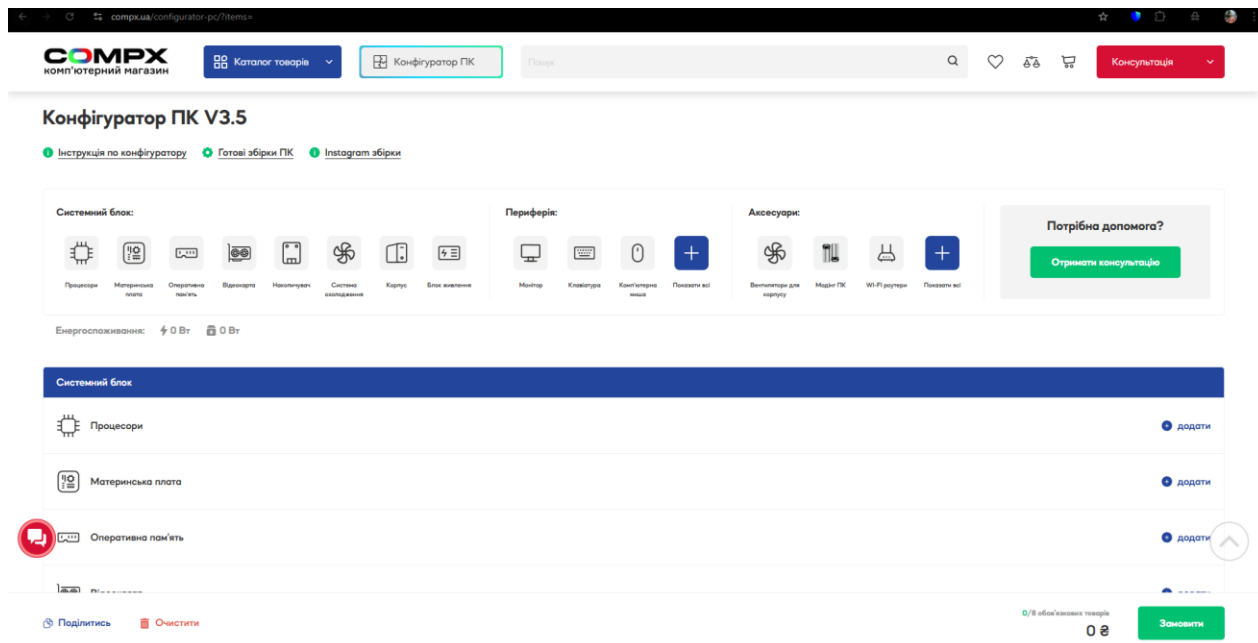 compx.ua/configurator-pc/?items=
COMPX
комп'ютерний магазин
Каталог товарів
Конфігуратор ПК
Пошук
Консультація
Конфігуратор ПК V3.5
Інструкція по конфігуратору
Готові збірки ПК
Instagram збірки
Системний блок:
Процесори
Материнська
плата
Оперативна
пам'ять
Відеокарта
Накопичувач
Система
охолодження
Корпус
Блок живлення
Периферія:
Монітор
Клавіатура
Комп'ютерна
миша
Показати всі
Аксесуари:
Вентилятори для
корпусу
Модінг ПК
WI-FI роутери
Показати всі
Потрібна допомога?
Отримати консультацію
Енергоспоживання: 0 Вт 0 Вт
Системний блок
Процесори
додати
Материнська плата
додати
Оперативна пам'ять
додати
Поділитись
Очистити
0/8 обов'язкових товарів
0 ₴
Замовити